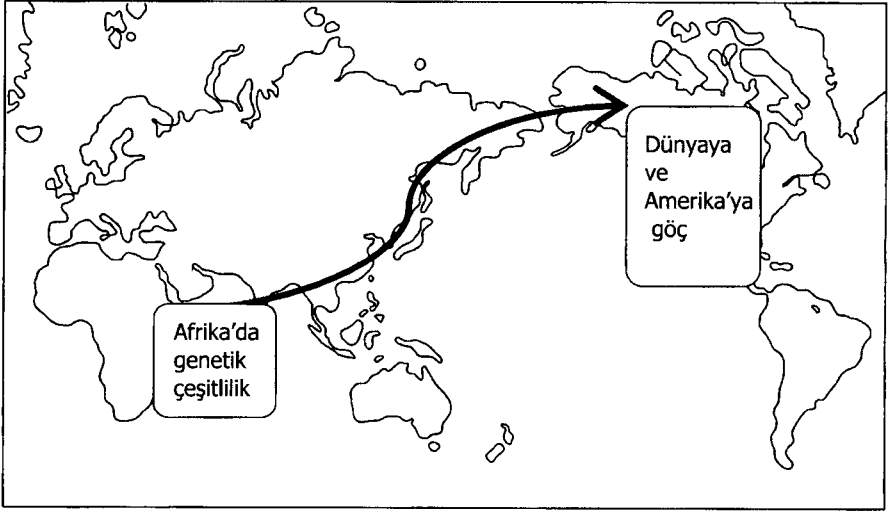 Dünyaya
ve
Amerika'ya
göç
Afrika'da
genetik
çeşitlilik